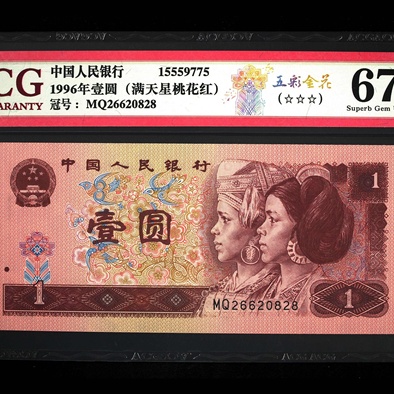 CG
ARANTY
中国人民银行 15559775
1996年壹圆（满天星桃花红）
冠号：MQ26620828
五彩金花
(☆☆☆)
67
Superb Gem
中国人民银行
壹圆
1
1
1
MQ26620828